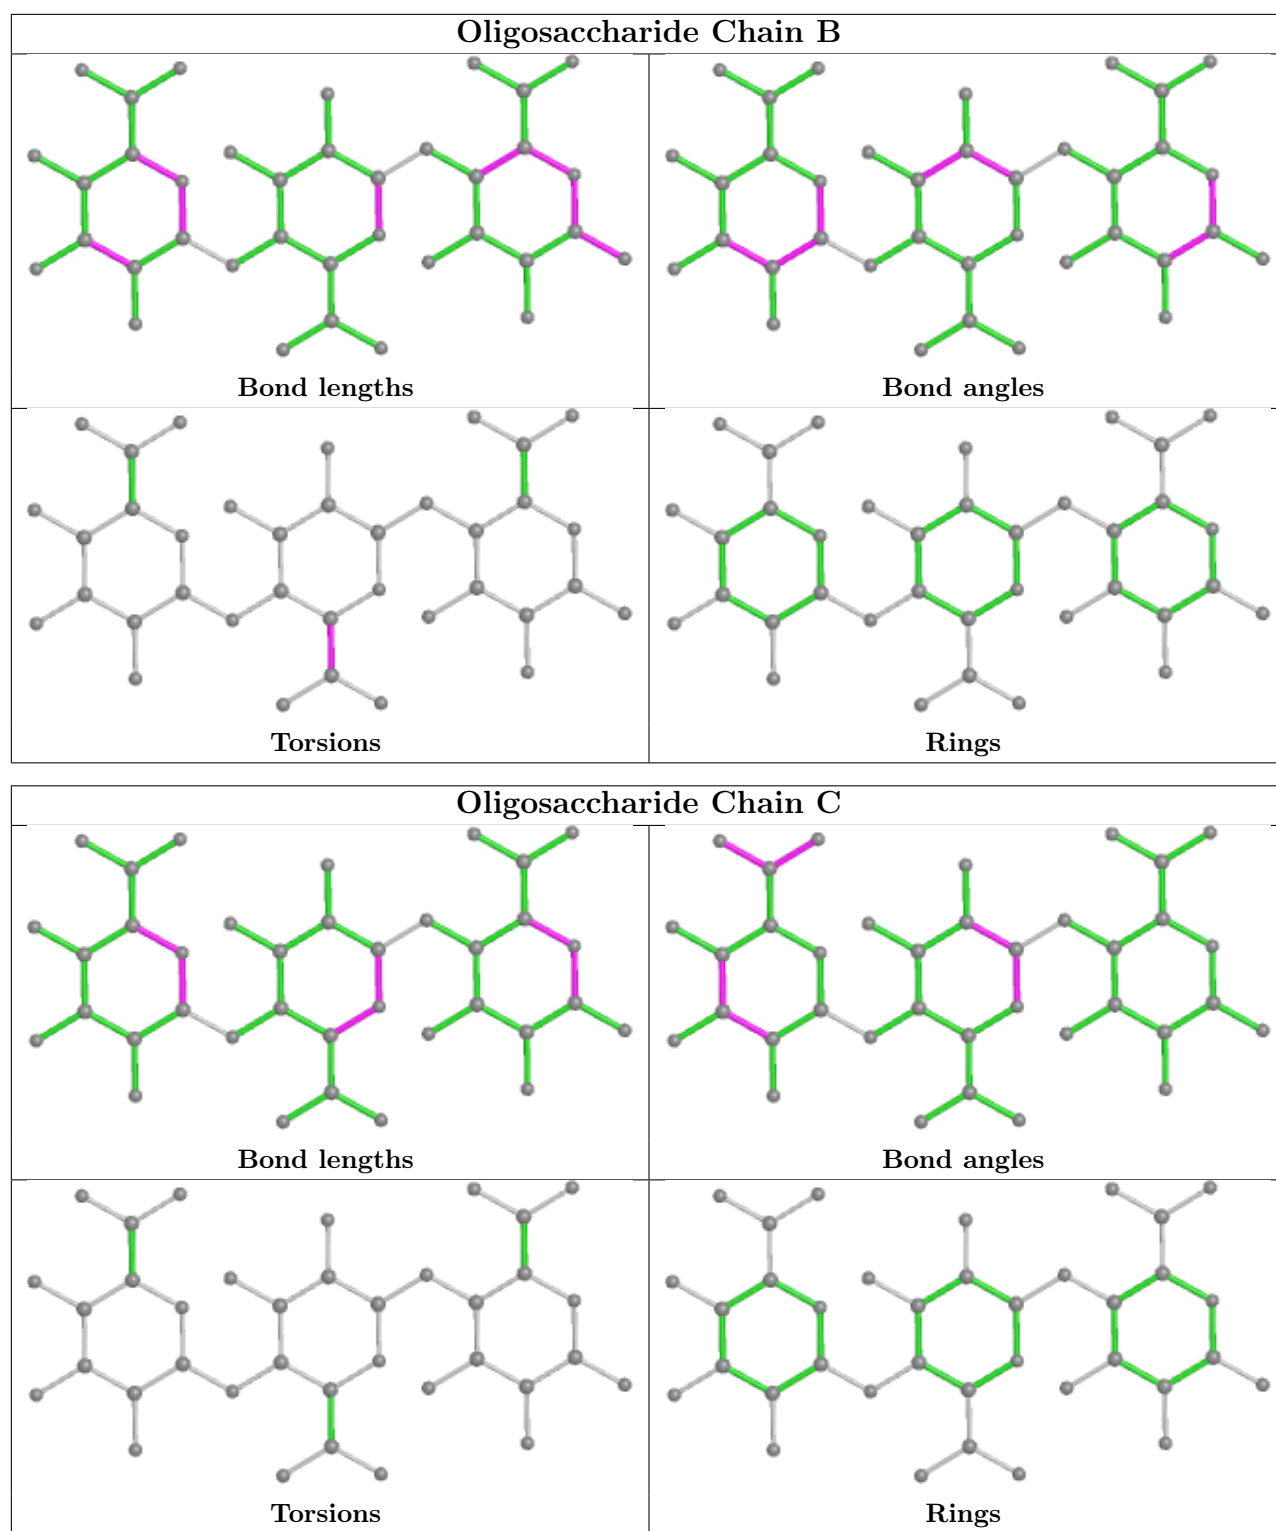 Oligosaccharide Chain B
Bond lengths
Bond angles
Torsions
Rings
Oligosaccharide Chain C
Bond lengths
Bond angles
Torsions
Rings